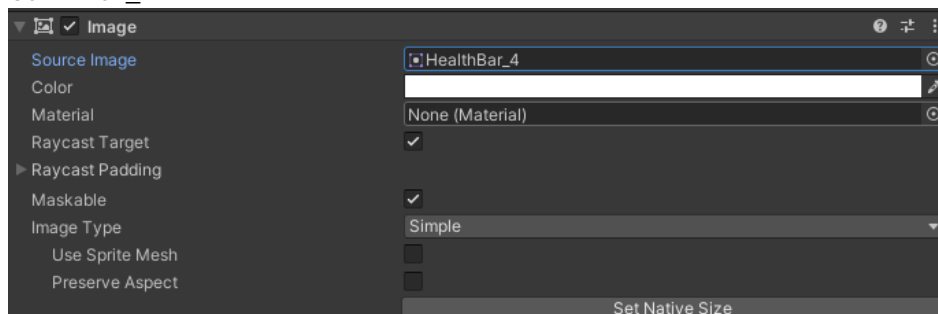 Image
Source Image HealthBar_4
Color
Material None (Material)
Raycast Target
Raycast Padding
Maskable
Image Type Simple
Use Sprite Mesh
Preserve Aspect
Set Native Size